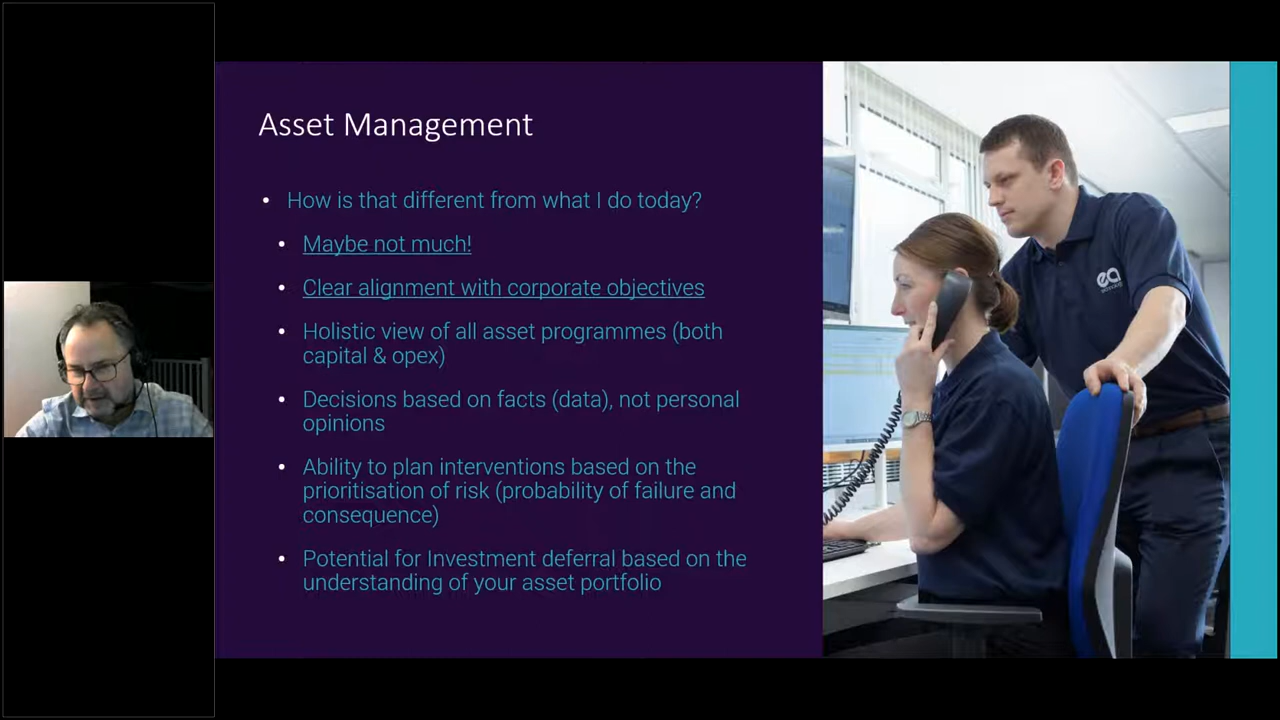 Asset Management
How is that different from what I do today?
Maybe not much!
Clear alignment with corporate objectives
Holistic view of all asset programmes (both
capital & opex)
Decisions based on facts (data), not personal
opinions
Ability to plan interventions based on the
prioritisation of risk (probability of failure and
consequence)
Potential for Investment deferral based on the
understanding of your asset portfolio
ea